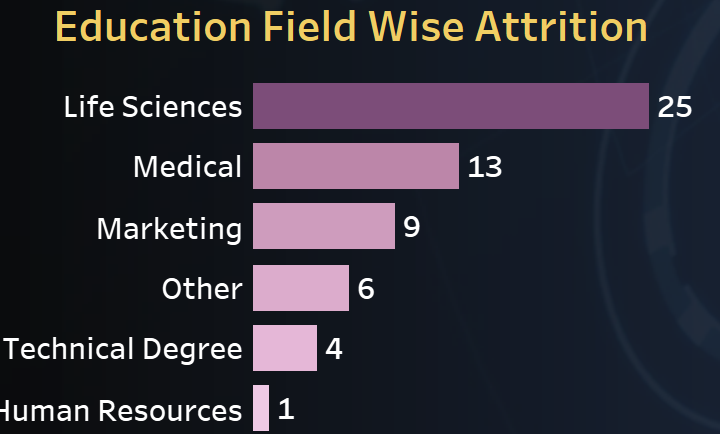 Education Field Wise Attrition
Life Sciences 25
Medical 13
Marketing 9
Other 6
Technical Degree 4
Human Resources 1